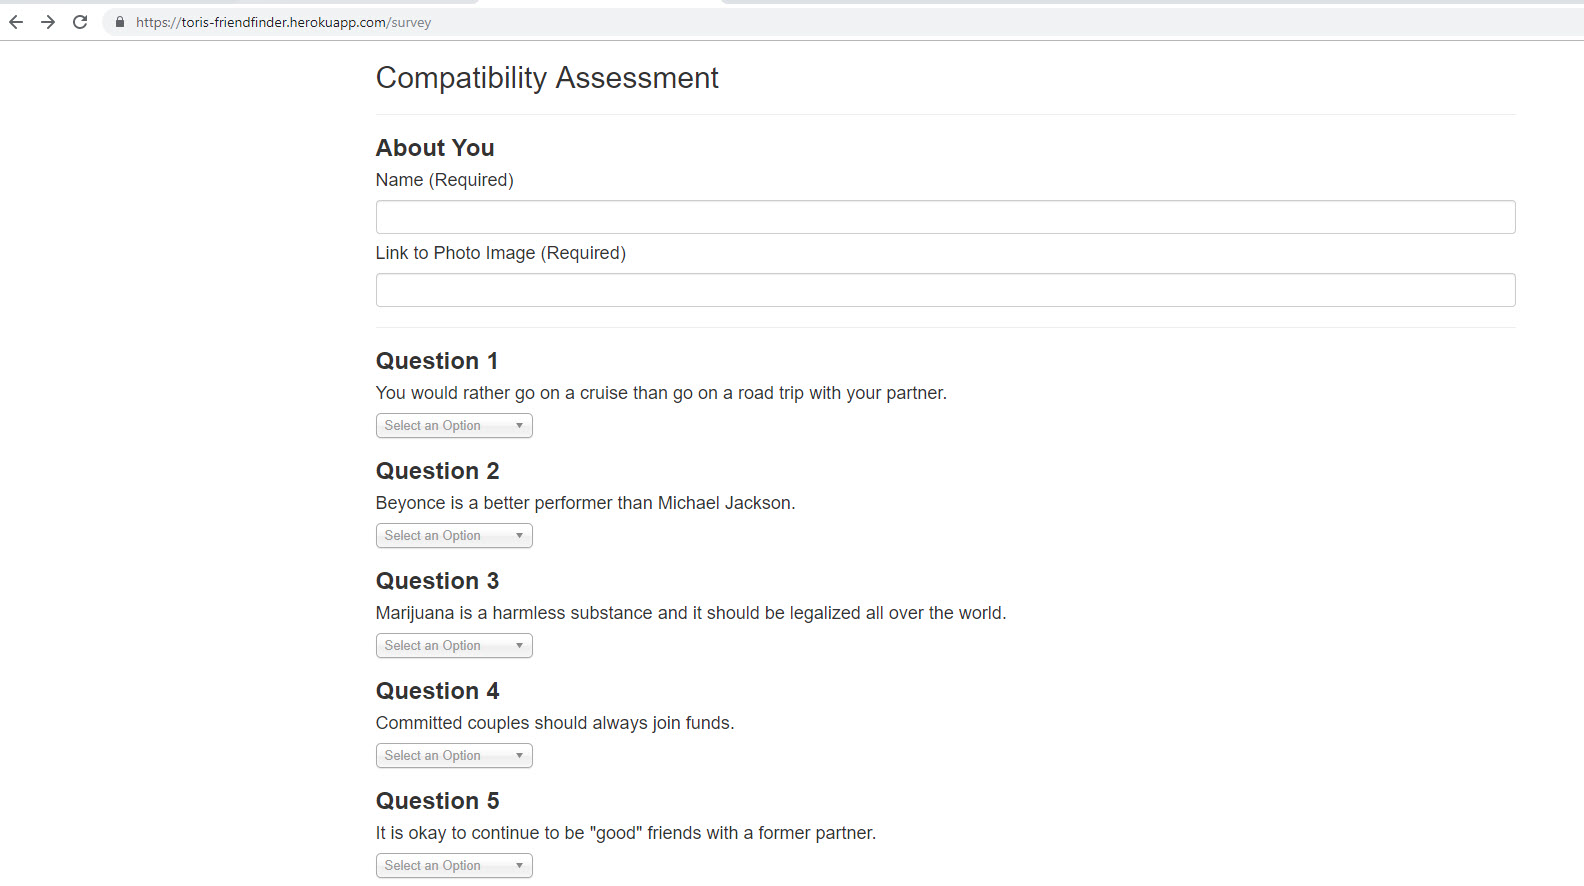 https://toris-friendfinder.herokuapp.com/survey
Compatibility Assessment
About You
Name (Required)
Link to Photo Image (Required)
Question 1
You would rather go on a cruise than go on a road trip with your partner.
Select an Option
Question 2
Beyonce is a better performer than Michael Jackson.
Select an Option
Question 3
Marijuana is a harmless substance and it should be legalized all over the world.
Select an Option
Question 4
Committed couples should always join funds.
Select an Option
Question 5
It is okay to continue to be "good" friends with a former partner.
Select an Option